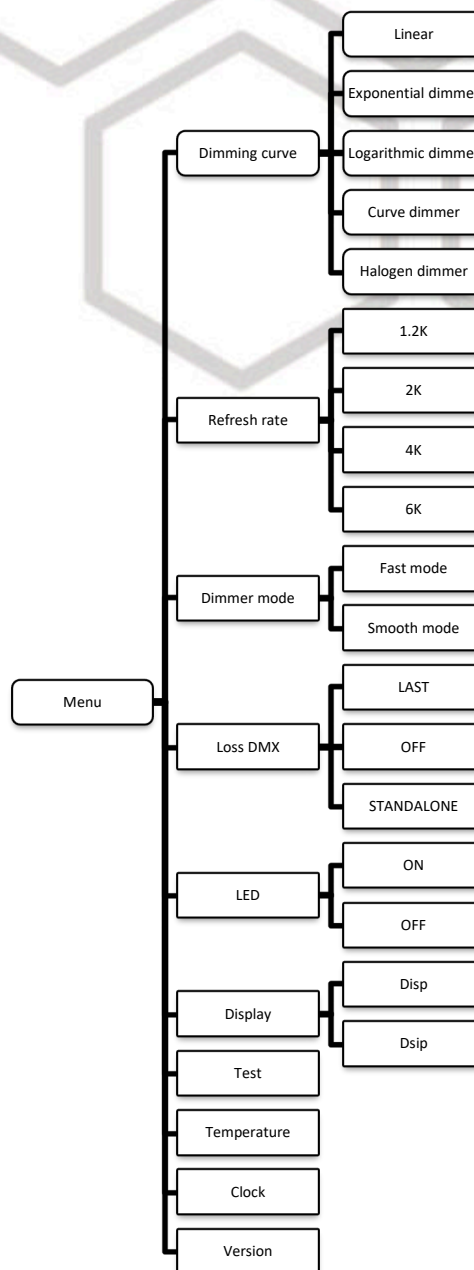 Menu
Dimming curve
Linear
Exponential dimme
Logarithmic dimme
Curve dimmer
Halogen dimmer
Refresh rate
1.2K
2K
4K
6K
Dimmer mode
Fast mode
Smooth mode
Loss DMX
LAST
OFF
STANDALONE
LED
ON
OFF
Display
Disp
Dsip
Test
Temperature
Clock
Version